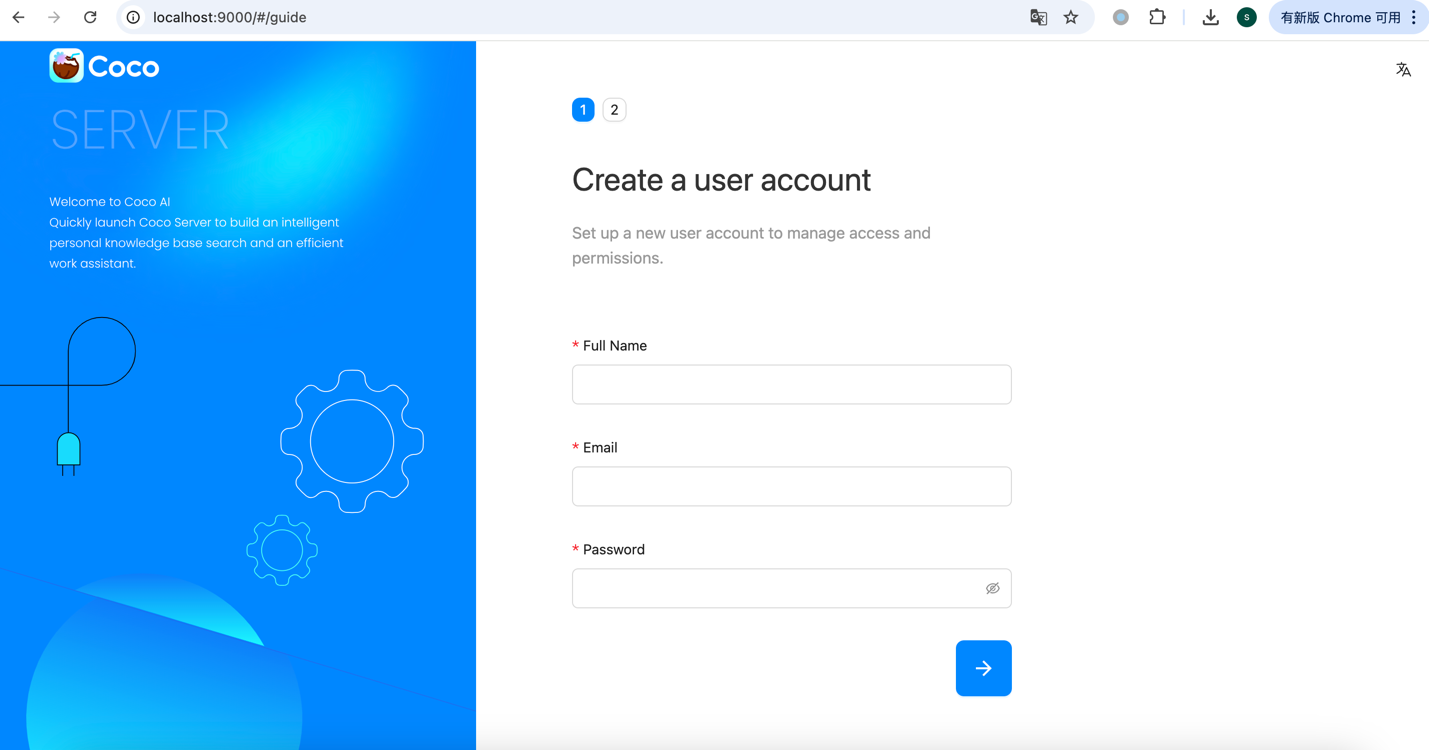 localhost:9000/#/guide
S
有新版 Chrome 可用
Coco
SERVER
Welcome to Coco AI
Quickly launch Coco Server to build an intelligent
personal knowledge base search and an efficient
work assistant.
1 2
Create a user account
Set up a new user account to manage access and
permissions.
* Full Name
* Email
* Password